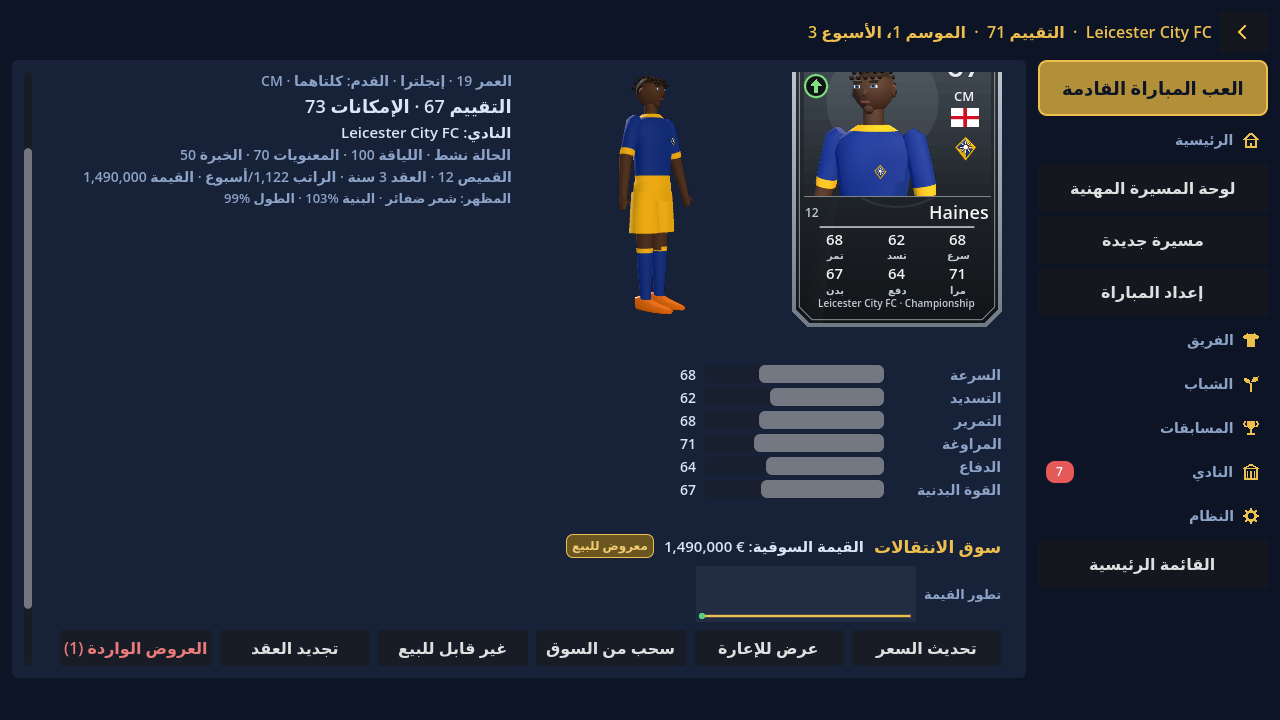 Leicester City FC · التقييم 71 · الموسم 1، الأسبوع 3
العب المباراة القادمة
الرئيسية
لوحة المسيرة المهنية
مسيرة جديدة
إعداد المباراة
الفريق
الشباب
المسابقات
النادي 7
النظام
القائمة الرئيسية
CM
12 Haines
68 62 68
سرع تسد تمر
71 64 67
مرا دفع بدن
Leicester City FC · Championship
العمر 19 · إنجلترا · القدم: كلتاهما · CM
التقييم 67 · الإمكانات 73
النادي: Leicester City FC
الحالة نشط · اللياقة 100 · المعنويات 70 · الخبرة 50
القميص 12 · العقد 3 سنة · الراتب 1,122/أسبوع · القيمة 1,490,000
المظهر: شعر ضفائر · البنية 103% · الطول 99%
السرعة 68
التسديد 62
التمرير 68
المراوغة 71
الدفاع 64
القوة البدنية 67
سوق الانتقالات القيمة السوقية: € 1,490,000 معروض للبيع
تطور القيمة
تحديث السعر
عرض للإعارة
سحب من السوق
غير قابل للبيع
تجديد العقد
العروض الواردة (1)